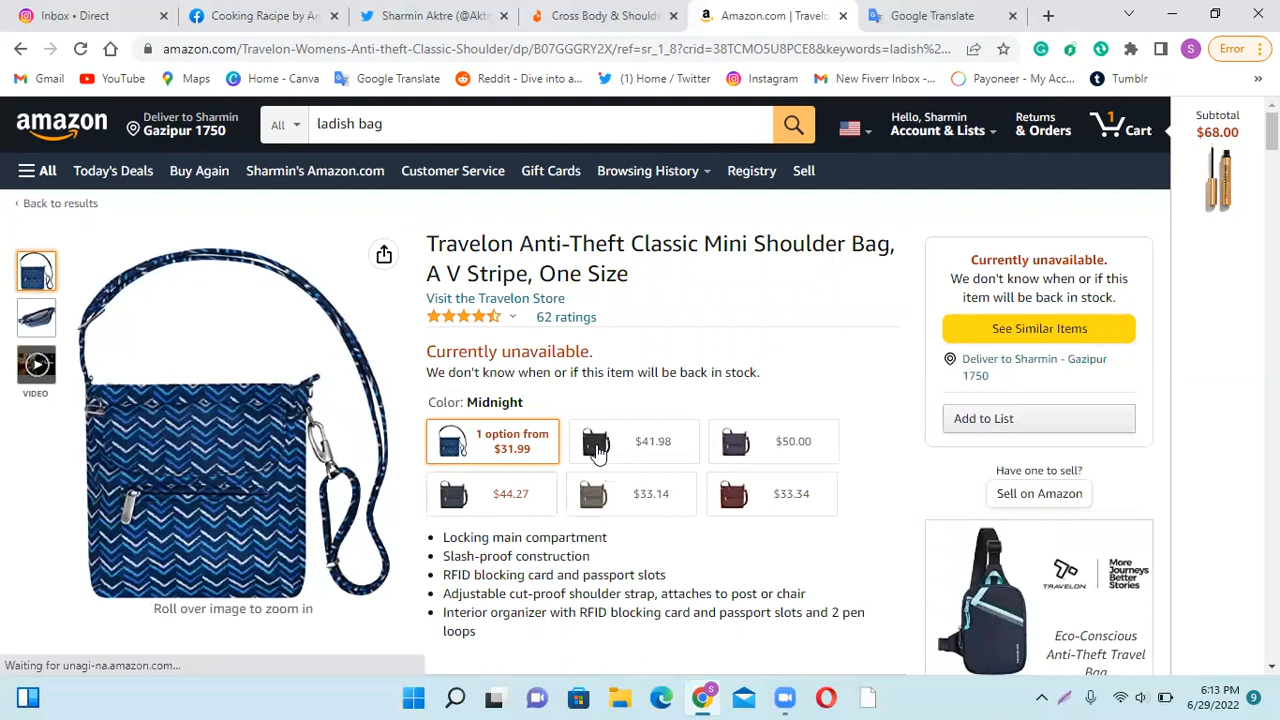 Instagram
Cooking Racipe by An
Sharmin Aktre (@Akt
Cross Body & Should
Amazon.com | Travelo
Google Translate
amazon.com/Travelon-Womens-Anti-theft-Classic-Shoulder/dp/B07GGGRY2X/ref=sr_1_8?crid=38TCMO5U8PCE8&keywords=ladish%2...
S
Error
Gmail
YouTube
Maps
Home - Canva
Google Translate
Reddit - Dive into a...
(1) Home / Twitter
Instagram
New Fiverr Inbox -...
Payoneer - My Acc...
Tumblr
amazon
Deliver to Sharmin
Gazipur 1750
All
ladish bag
Hello, Sharmin
Account & Lists
Returns
& Orders
1
Cart
Subtotal
$68.00
All
Today's Deals
Buy Again
Sharmin's Amazon.com
Customer Service
Gift Cards
Browsing History
Registry
Sell
‹ Back to results
Travelon Anti-Theft Classic Mini Shoulder Bag,
A V Stripe, One Size
Visit the Travelon Store
62 ratings
Currently unavailable.
We don't know when or if this item will be back in stock.
Color: Midnight
1 option from
$31.99
$41.98
$50.00
$44.27
$33.14
$33.34
• Locking main compartment
• Slash-proof construction
• RFID blocking card and passport slots
• Adjustable cut-proof shoulder strap, attaches to post or chair
• Interior organizer with RFID blocking card and passport slots and 2 pen
loops
VIDEO
Roll over image to zoom in
Currently unavailable.
We don't know when or if this
item will be back in stock.
See Similar Items
Deliver to Sharmin - Gazipur
1750
Add to List
Have one to sell?
Sell on Amazon
TRAVELON
More
Journeys
Better
Stories
Eco-Conscious
Anti-Theft Travel
Bag
Waiting for unagi-na.amazon.com...
6:13 PM
6/29/2022
9